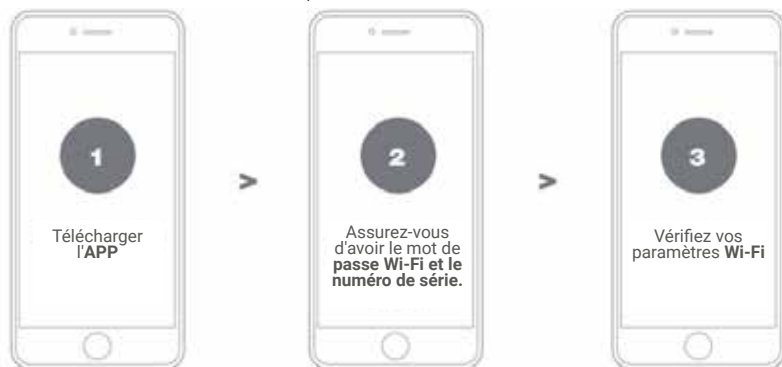 1
Télécharger
l'APP
>
2
Assurez-vous
d'avoir le mot de
passe Wi-Fi et le
numéro de série.
>
3
Vérifiez vos
paramètres Wi-Fi